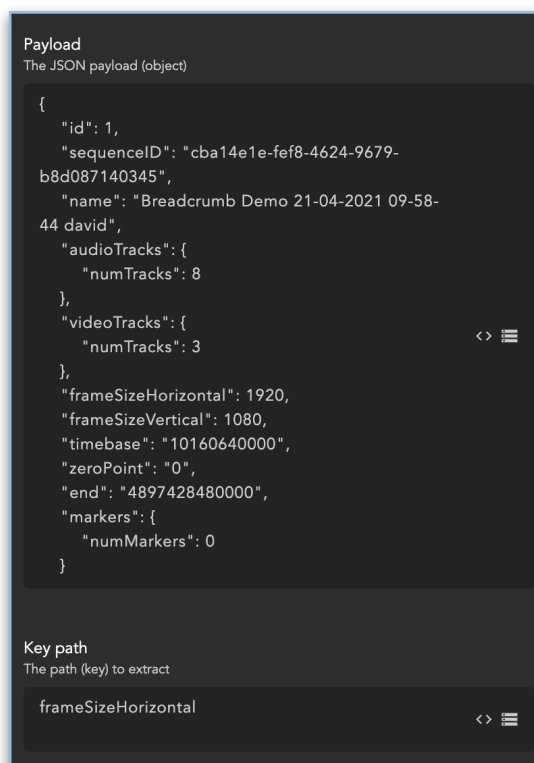 Payload
The JSON payload (object)
{
"id": 1,
"sequenceID": "cba14e1e-fef8-4624-9679-
b8d087140345",
"name": "Breadcrumb Demo 21-04-2021 09-58-
44 david",
"audioTracks": {
"numTracks": 8
},
"videoTracks": {
"numTracks": 3
},
"frameSizeHorizontal": 1920,
"frameSizeVertical": 1080,
"timebase": "10160640000",
"zeroPoint": "0",
"end": "4897428480000",
"markers": {
"numMarkers": 0
}
Key path
The path (key) to extract
frameSizeHorizontal